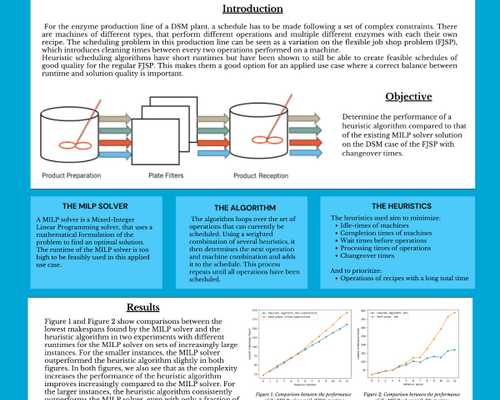 Introduction
For the enzyme production line of a DSM plant, a schedule has to be made following a set of complex constraints. There
are machines of different types, that perform different operations and multiple different enzymes with each their own
recipe. The scheduling problem in this production line can be seen as a variation on the flexible job shop problem (FJSP),
which introduces cleaning times between every two operations performed on a machine.
Heuristic scheduling algorithms have short runtimes but have been shown to still be able to create feasible schedules of
good quality for the regular FJSP. This makes them a good option for an applied use case where a correct balance between
runtime and solution quality is important.
Product Preparation
Plate Filters
Product Reception
Objective
Determine the performance of a
heuristic algorithm compared to that
of the existing MILP solver solution
on the DSM case of the FJSP with
changeover times.
THE MILP SOLVER
A MILP solver is a Mixed-Integer
Linear Programming solver, that uses a
mathematical formulation of the
problem to find an optimal solution.
The runtime of the MILP solver is too
high to be feasibly used in this applied
use case.
THE ALGORITHM
The algorithm loops over the set of
operations that can currently be
scheduled. Using a weighted
combination of several heuristics, it
then determines the next operation
and machine combination and adds
it to the schedule. This process
repeats until all operations have been
scheduled.
THE HEURISTICS
The heuristics used aim to minimize:
• Idle-times of machines
• Completion times of machines
• Wait times before operations
• Processing times of operations
• Changeover times
And to prioritize:
• Operations of recipes with a long total time
Results
Figure 1 and Figure 2 show comparisons between the
lowest makespans found by the MILP solver and the
heuristic algorithm in two experiments with different
runtimes for the MILP solver on sets of increasingly large
instances. For the smaller instances, the MILP solver
outperformed the heuristic algorithm slightly in both
figures. In both figures, we also see that as the complexity
increases the performance of the heuristic algorithm
improves increasingly compared to the MILP solver. For
the larger instances, the heuristic algorithm consistently
outperforms the MILP solver, even with only a fraction of
Figure 1: Comparison between the performance
Figure 2: Comparison between the performance